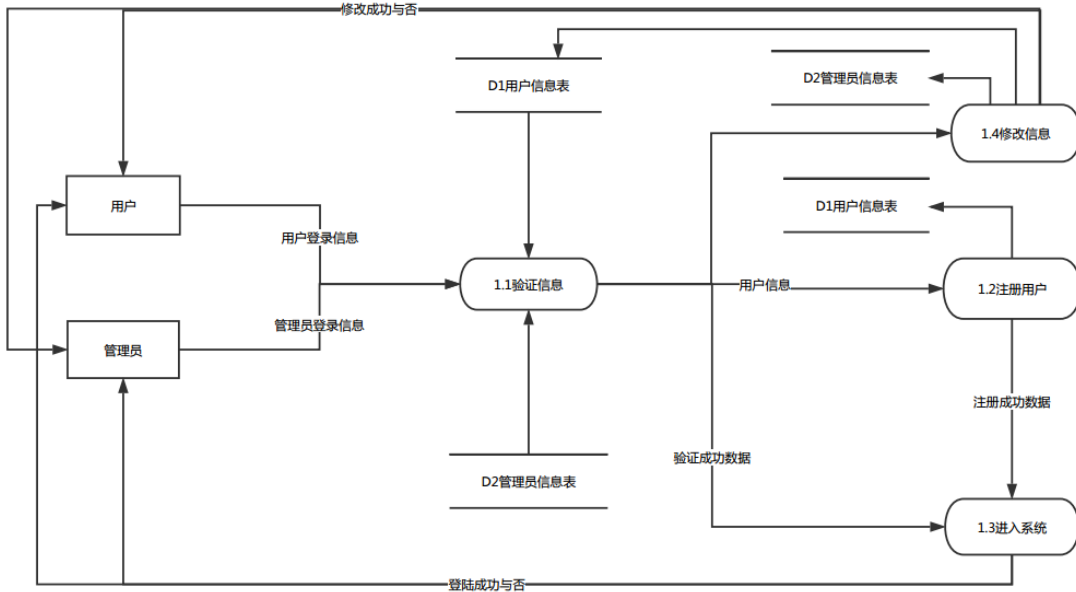 修改成功与否
D1用户信息表
D2管理员信息表
1.4修改信息
用户
D1用户信息表
用户登录信息
1.1验证信息
用户信息
1.2注册用户
管理员登录信息
管理员
注册成功数据
验证成功数据
D2管理员信息表
1.3进入系统
登陆成功与否